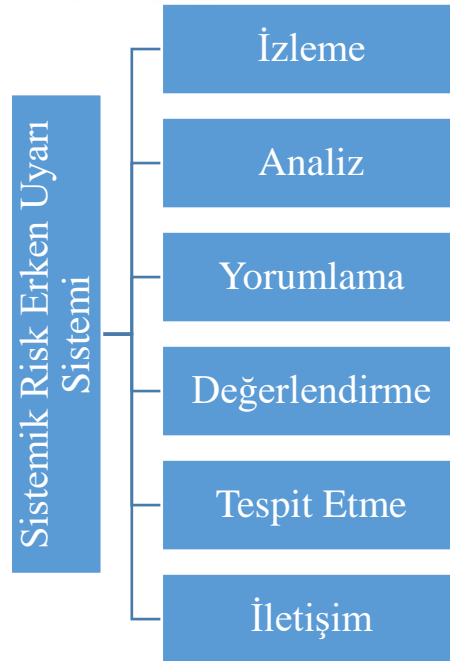 Sistemik Risk Erken Uyarı
Sistemi
İzleme
Analiz
Yorumlama
Değerlendirme
Tespit Etme
İletişim